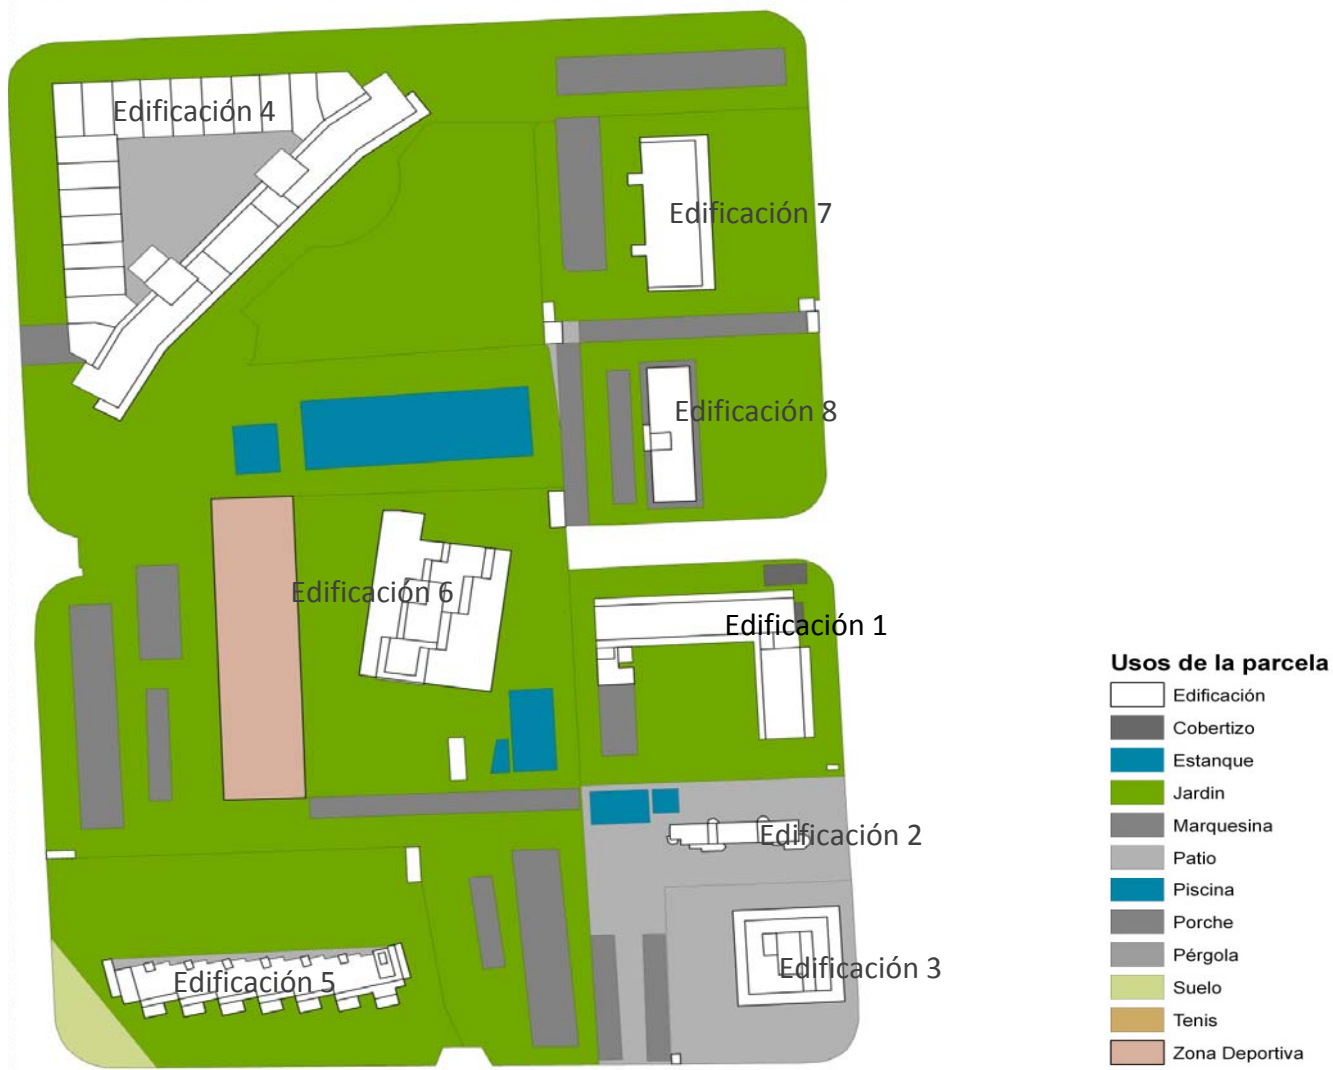 Edificación 4
Edificación 7
Edificación 8
Edificación 6
Edificación 1
Edificación 2
Edificación 3
Edificación 5
Usos de la parcela
Edificación
Cobertizo
Estanque
Jardin
Marquesina
Patio
Piscina
Porche
Pérgola
Suelo
Tenis
Zona Deportiva